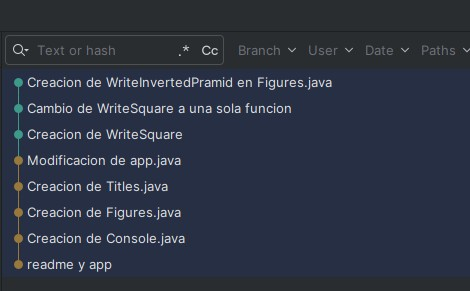 Text or hash .* Cc Branch User Date Paths
Creacion de WriteInvertedPramid en Figures.java
Cambio de WriteSquare a una sola funcion
Creacion de WriteSquare
Modificacion de app.java
Creacion de Titles.java
Creacion de Figures.java
Creacion de Console.java
readme y app